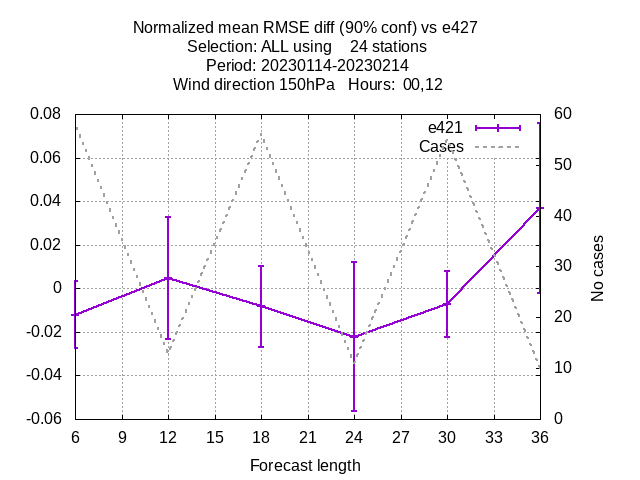 Normalized mean RMSE diff (90% conf) vs e427
Selection: ALL using    24 stations
Period: 20230114-20230214
Wind direction 150hPa   Hours:  00,12
e421
Cases
0.08
0.06
0.04
0.02
0
-0.02
-0.04
-0.06
60
50
40
30
20
10
0
No cases
6 9 12 15 18 21 24 27 30 33 36
Forecast length